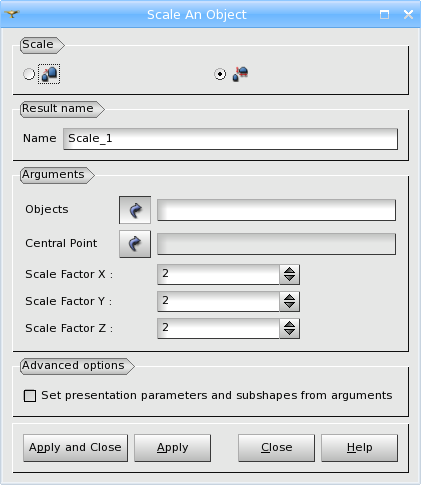 Scale An Object
Scale
Result name
Name Scale_1
Arguments
Objects
Central Point
Scale Factor X : 2
Scale Factor Y : 2
Scale Factor Z : 2
Advanced options
Set presentation parameters and subshapes from arguments
Apply and Close Apply Close Help